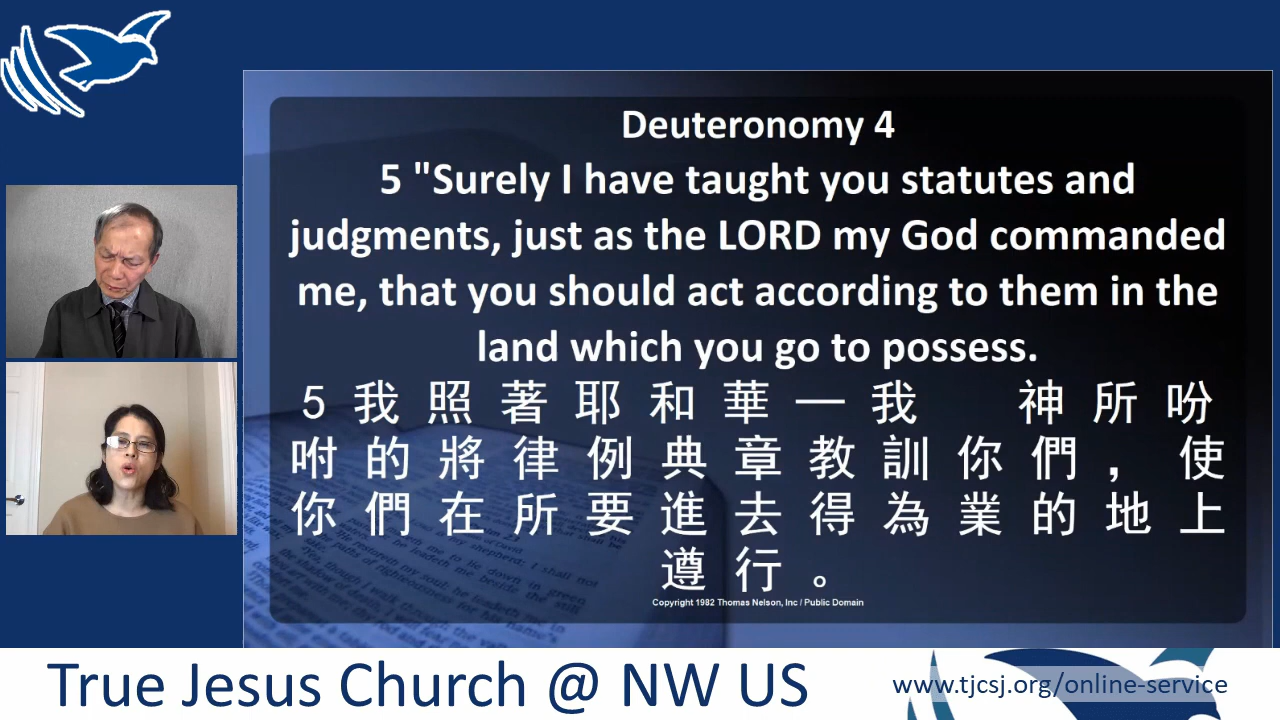 Deuteronomy 4
5 "Surely I have taught you statutes and
judgments, just as the LORD my God commanded
me, that you should act according to them in the
land which you go to possess.
5 我照著耶和華─我　神所吩
咐的將律例典章教訓你們，使
你們在所要進去得為業的地上
遵行。
Copyright 1982 Thomas Nelson, Inc / Public Domain
True Jesus Church @ NW US
www.tjcsj.org/online-service